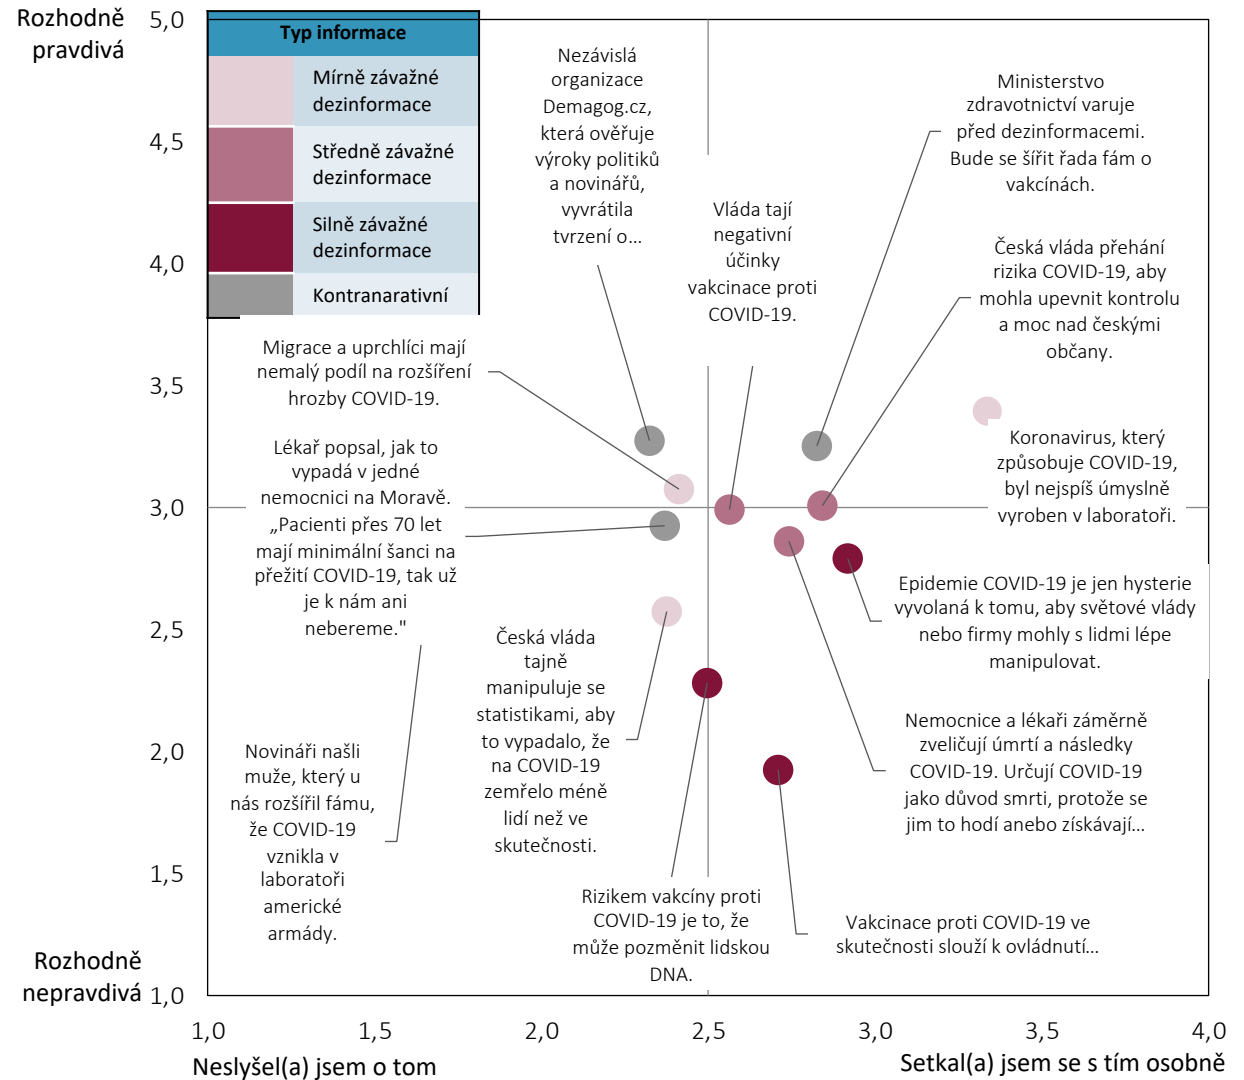 Rozhodně
pravdivá
5,0
4,5
4,0
3,5
3,0
2,5
2,0
1,5
1,0
Rozhodně
nepravdivá
Typ informace
Mírně závažné
dezinformace
Středně závažné
dezinformace
Silně závažné
dezinformace
Kontranarativní
Nezávislá
organizace
Demagog.cz,
která ověřuje
výroky politiků
a novinářů,
vyvrátila
tvrzení o…
Vláda tají
negativní
účinky
vakcinace proti
COVID-19.
Ministerstvo
zdravotnictví varuje
před dezinformacemi.
Bude se šířit řada fám o
vakcínách.
Česká vláda přehání
rizika COVID-19, aby
mohla upevnit kontrolu
a moc nad českými
občany.
Migrace a uprchlíci mají
nemalý podíl na rozšíření
hrozby COVID-19.
Lékař popsal, jak to
vypadá v jedné
nemocnici na Moravě.
„Pacienti přes 70 let
mají minimální šanci na
přežití COVID-19, tak už
je k nám ani
nebereme."
Koronavirus, který
způsobuje COVID-19,
byl nejspíš úmyslně
vyroben v laboratoři.
Epidemie COVID-19 je jen hysterie
vyvolaná k tomu, aby světové vlády
nebo firmy mohly s lidmi lépe
manipulovat.
Česká vláda
tajně
manipuluje se
statistikami, aby
to vypadalo, že
na COVID-19
zemřelo méně
lidí než ve
skutečnosti.
Nemocnice a lékaři záměrně
zveličují úmrtí a následky
COVID-19. Určují COVID-19
jako důvod smrti, protože se
jim to hodí anebo získávají…
Novináři našli
muže, který u
nás rozšířil fámu,
že COVID-19
vznikla v
laboratoři
americké
armády.
Rizikem vakcíny proti
COVID-19 je to, že
může pozměnit lidskou
DNA.
Vakcinace proti COVID-19 ve
skutečnosti slouží k ovládnutí…
1,0
1,5
2,0
2,5
3,0
3,5
4,0
Neslyšel(a) jsem o tom
Setkal(a) jsem se s tím osobně